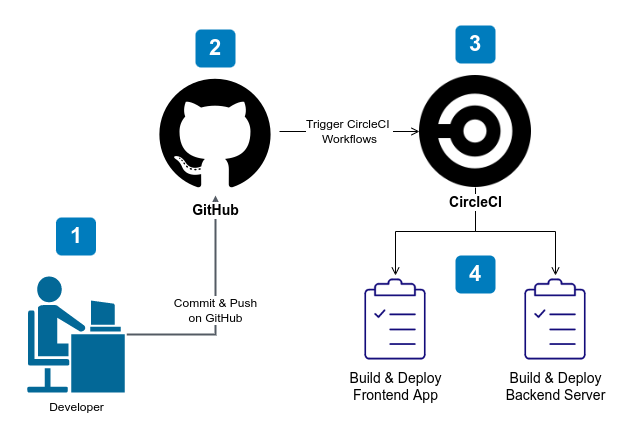 1
Developer
Commit & Push
on GitHub
2
GitHub
Trigger CircleCI
Workflows
3
CircleCI
4
Build & Deploy
Frontend App
Build & Deploy
Backend Server